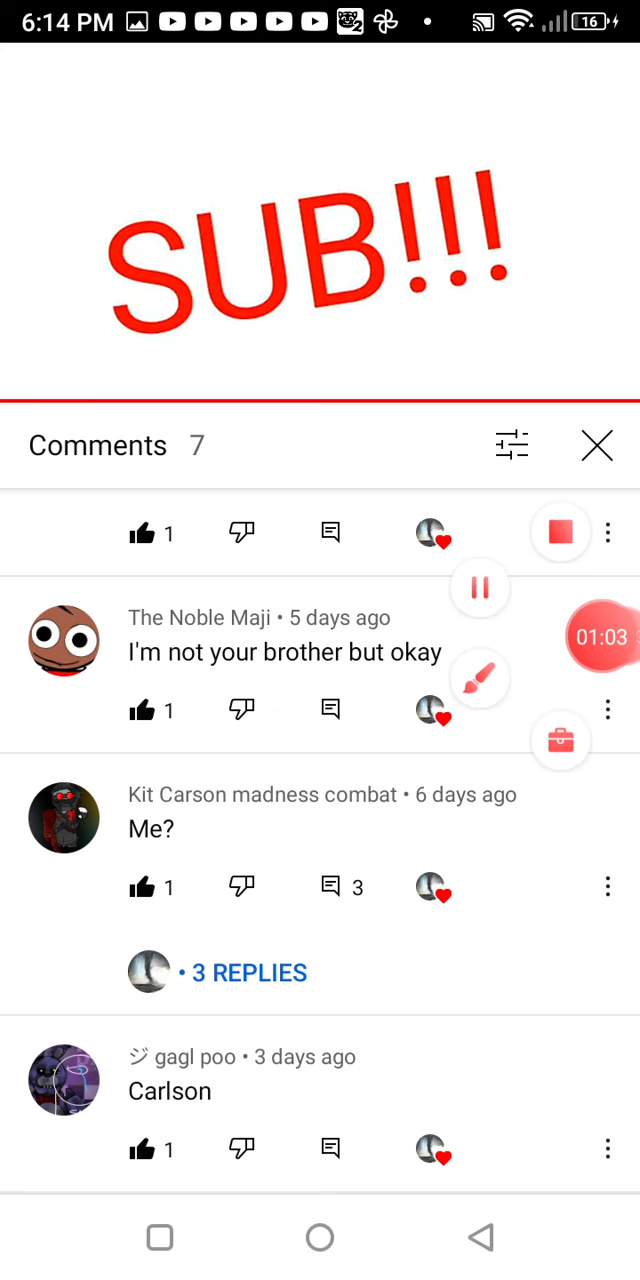 6:14 PM
16
SUB!!!
Comments 7
1
The Noble Maji • 5 days ago
I'm not your brother but okay
1
01:03
Kit Carson madness combat • 6 days ago
Me?
1
3
• 3 REPLIES
ジ gagl poo • 3 days ago
Carlson
1